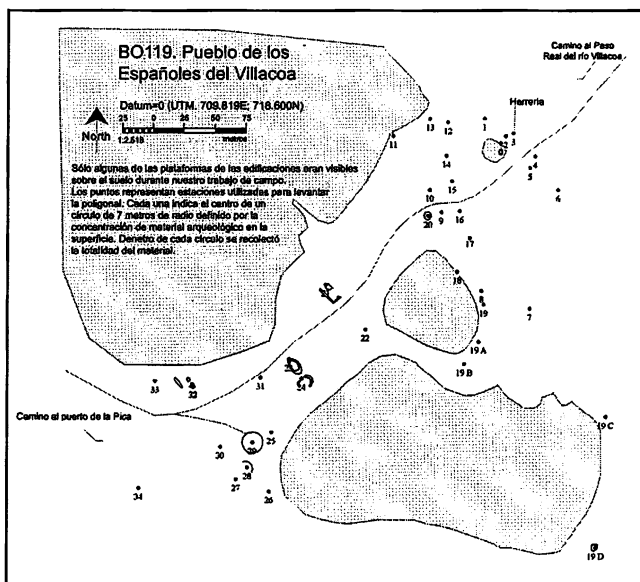 BO119. Pueblo de los
Españoles del Villacoa
Datum=0 (UTM, 709.819E; 718.600N)
25 0 25 50 75
North
1:2.518
metros
Sólo algunas de las plataformas de las edificaciones eran visibles
sobre el suelo durante nuestro trabajo de campo.
Los puntos representan estaciones utilizadas para levantar
la poligonal. Cada una indica el centro de un
círculo de 7 metros de radio definido por la
concentración de material arqueológico en la
superficie. Denetro de cada círculo se recolectó
la totalidad del material.
Camino al Paso
Real del río Villacoa
Herrería
13 12 1
11
3
14
4
5
15
10
6
20 9 16
17
18
8
19
7
22
19 A
19 B
31
33
32
24
Camino al puerto de la Pica
19 C
25
30
29
28
27
26
34
19 D